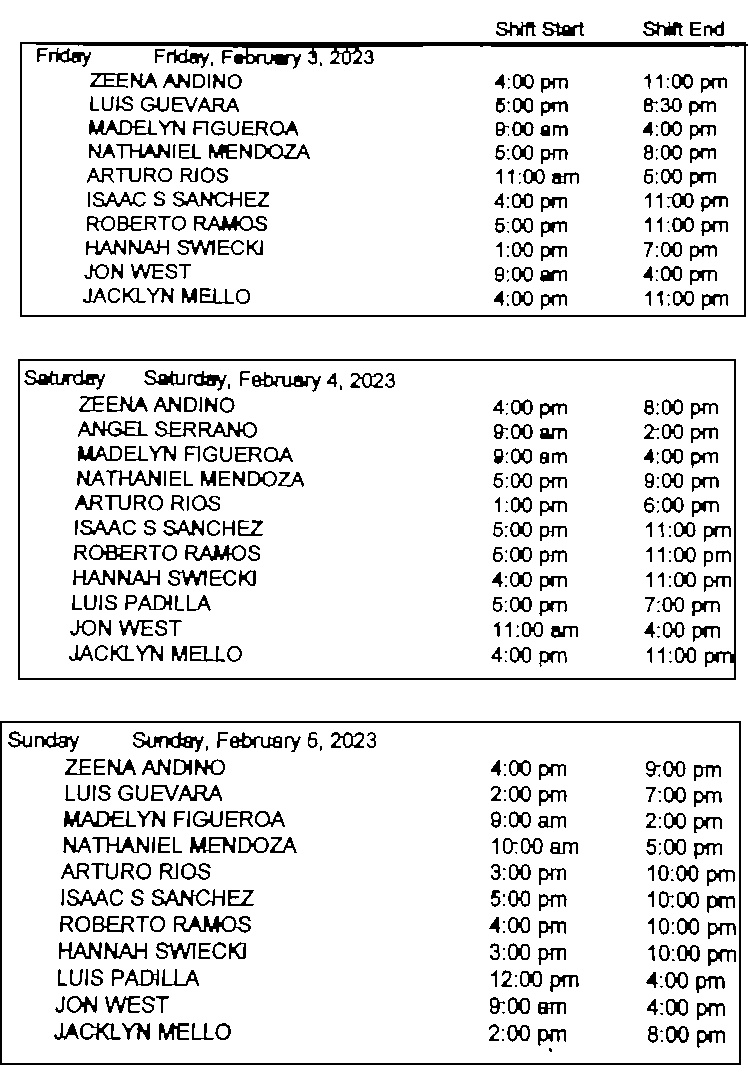 Shift Start Shift End
Friday Friday, February 3, 2023
ZEENA ANDINO 4:00 pm 11:00 pm
LUIS GUEVARA 5:00 pm 8:30 pm
MADELYN FIGUEROA 9:00 am 4:00 pm
NATHANIEL MENDOZA 5:00 pm 8:00 pm
ARTURO RIOS 11:00 am 5:00 pm
ISAAC S SANCHEZ 4:00 pm 11:00 pm
ROBERTO RAMOS 5:00 pm 11:00 pm
HANNAH SWIECKI 1:00 pm 7:00 pm
JON WEST 9:00 am 4:00 pm
JACKLYN MELLO 4:00 pm 11:00 pm
Saturday Saturday, February 4, 2023
ZEENA ANDINO 4:00 pm 8:00 pm
ANGEL SERRANO 9:00 am 2:00 pm
MADELYN FIGUEROA 9:00 am 4:00 pm
NATHANIEL MENDOZA 5:00 pm 9:00 pm
ARTURO RIOS 1:00 pm 6:00 pm
ISAAC S SANCHEZ 5:00 pm 11:00 pm
ROBERTO RAMOS 5:00 pm 11:00 pm
HANNAH SWIECKI 4:00 pm 11:00 pm
LUIS PADILLA 5:00 pm 7:00 pm
JON WEST 11:00 am 4:00 pm
JACKLYN MELLO 4:00 pm 11:00 pm
Sunday Sunday, February 5, 2023
ZEENA ANDINO 4:00 pm 9:00 pm
LUIS GUEVARA 2:00 pm 7:00 pm
MADELYN FIGUEROA 9:00 am 2:00 pm
NATHANIEL MENDOZA 10:00 am 5:00 pm
ARTURO RIOS 3:00 pm 10:00 pm
ISAAC S SANCHEZ 5:00 pm 10:00 pm
ROBERTO RAMOS 4:00 pm 10:00 pm
HANNAH SWIECKI 3:00 pm 10:00 pm
LUIS PADILLA 12:00 pm 4:00 pm
JON WEST 9:00 am 4:00 pm
JACKLYN MELLO 2:00 pm 8:00 pm